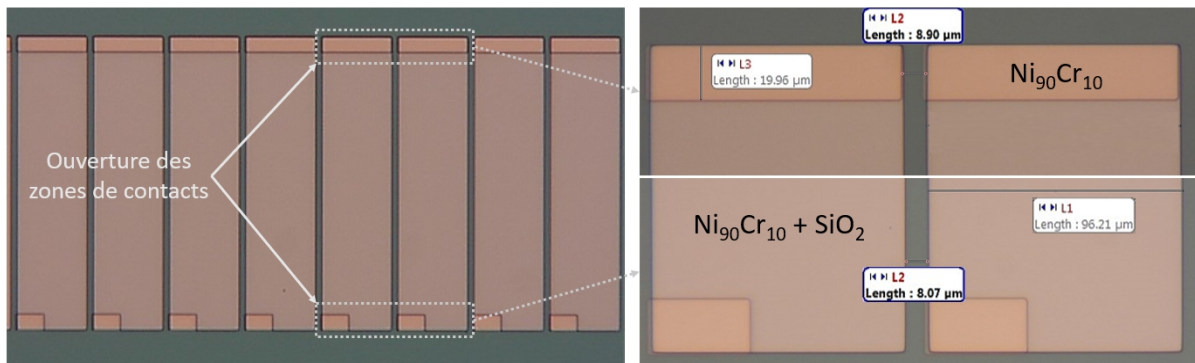 Ouverture des
zones de contacts
L2
Length : 8.90 µm
L3
Length : 19.96 µm
Ni₉₀Cr₁₀
Ni₉₀Cr₁₀ + SiO₂
L1
Length : 96.21 µm
L2
Length : 8.07 µm